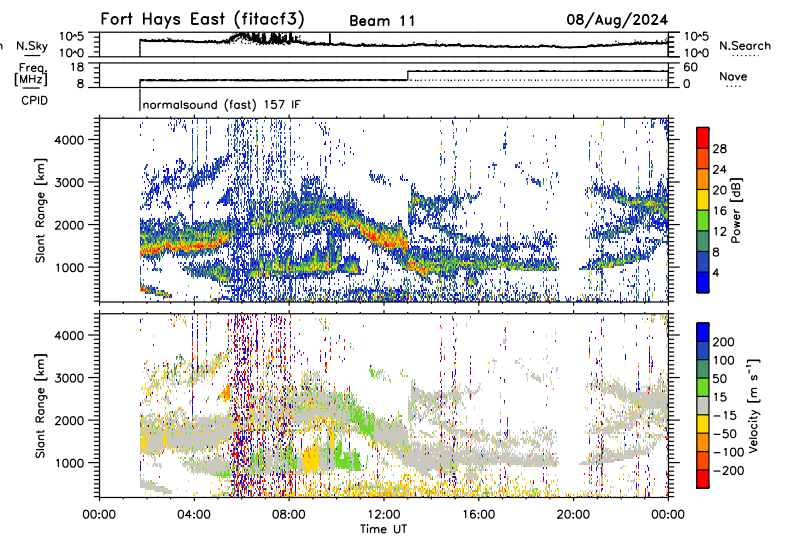 Fort Hays East (fitacf3) Beam 11 08/Aug/2024
n N.Sky 10^5 10^0 10^5 10^0 N.Search
Freq. [MHz] 18 8 60 0 Nave
CPID normalsound (fast) 157 IF
Slant Range [km] 4000 3000 2000 1000
28 24 20 16 12 8 4 Power [dB]
Slant Range [km] 4000 3000 2000 1000
200 100 50 15 -15 -50 -100 -200 Velocity [m s⁻¹]
00:00 04:00 08:00 12:00 16:00 20:00 00:00
Time UT